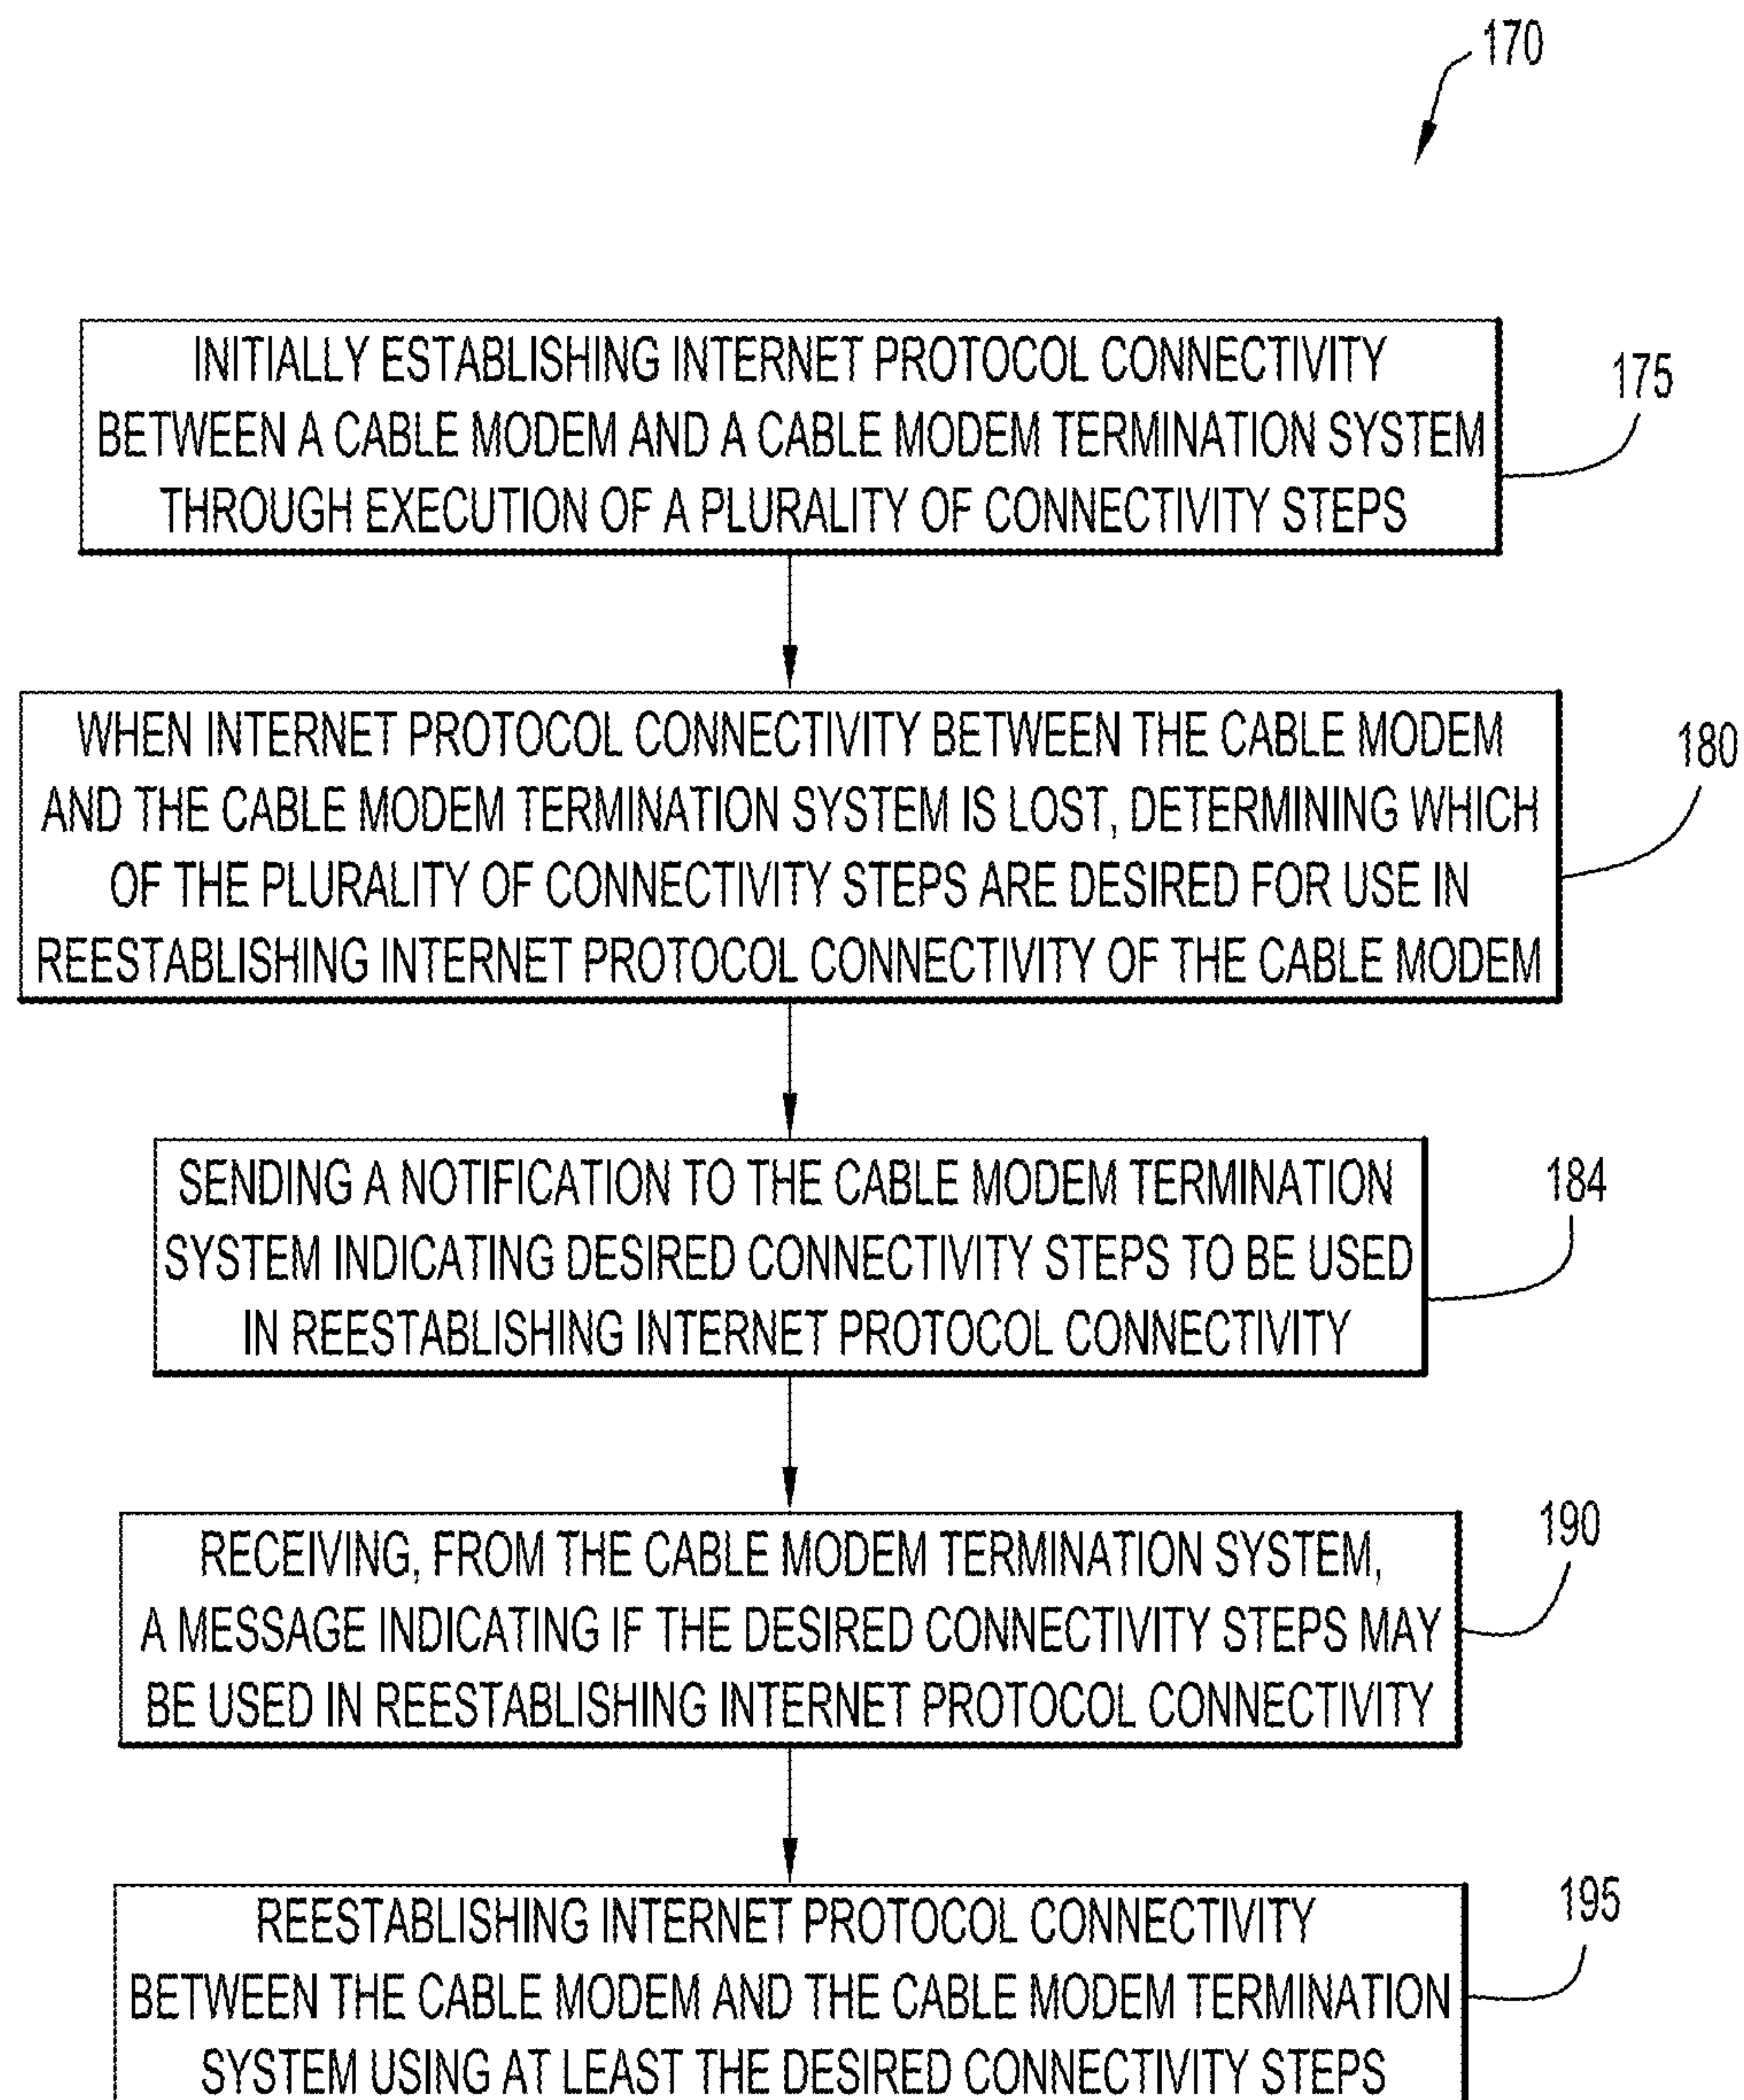 170
INITIALLY ESTABLISHING INTERNET PROTOCOL CONNECTIVITY
BETWEEN A CABLE MODEM AND A CABLE MODEM TERMINATION SYSTEM
THROUGH EXECUTION OF A PLURALITY OF CONNECTIVITY STEPS
175
WHEN INTERNET PROTOCOL CONNECTIVITY BETWEEN THE CABLE MODEM
AND THE CABLE MODEM TERMINATION SYSTEM IS LOST, DETERMINING WHICH
OF THE PLURALITY OF CONNECTIVITY STEPS ARE DESIRED FOR USE IN
REESTABLISHING INTERNET PROTOCOL CONNECTIVITY OF THE CABLE MODEM
180
SENDING A NOTIFICATION TO THE CABLE MODEM TERMINATION
SYSTEM INDICATING DESIRED CONNECTIVITY STEPS TO BE USED
IN REESTABLISHING INTERNET PROTOCOL CONNECTIVITY
184
RECEIVING, FROM THE CABLE MODEM TERMINATION SYSTEM,
A MESSAGE INDICATING IF THE DESIRED CONNECTIVITY STEPS MAY
BE USED IN REESTABLISHING INTERNET PROTOCOL CONNECTIVITY
190
REESTABLISHING INTERNET PROTOCOL CONNECTIVITY
BETWEEN THE CABLE MODEM AND THE CABLE MODEM TERMINATION
SYSTEM USING AT LEAST THE DESIRED CONNECTIVITY STEPS
195